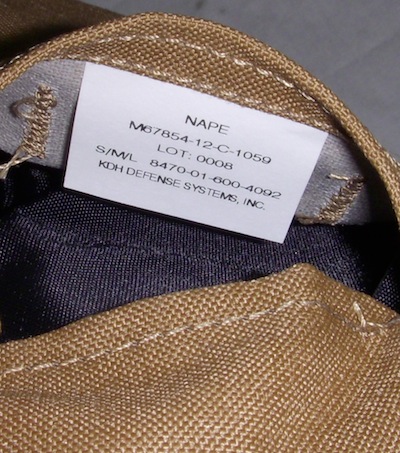 NAPE
M67854-12-C-1059
LOT: 0008
S/M/L 8470-01-600-4092
KDH DEFENSE SYSTEMS, INC.